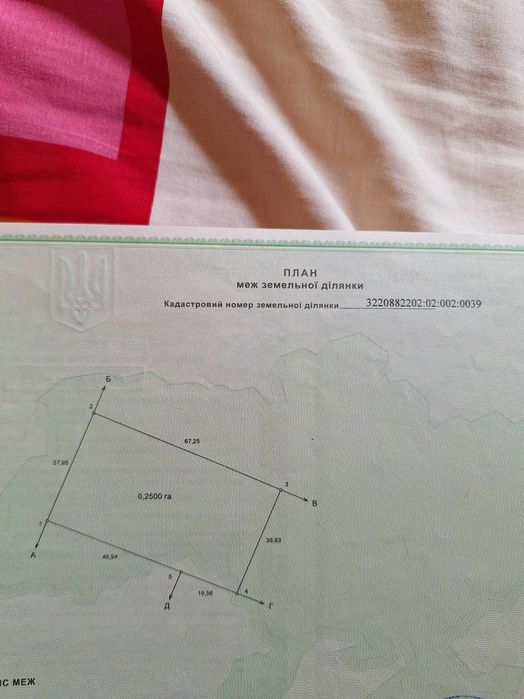 ПЛАН
меж земельної ділянки
Кадастровий номер земельної ділянки 3220882202:02:002:0039
Б
2
67,25
37,95
3
В
0,2500 га.
1
36,83
А
46,94
5
19,58
4
Д
Г
ІС МЕЖ